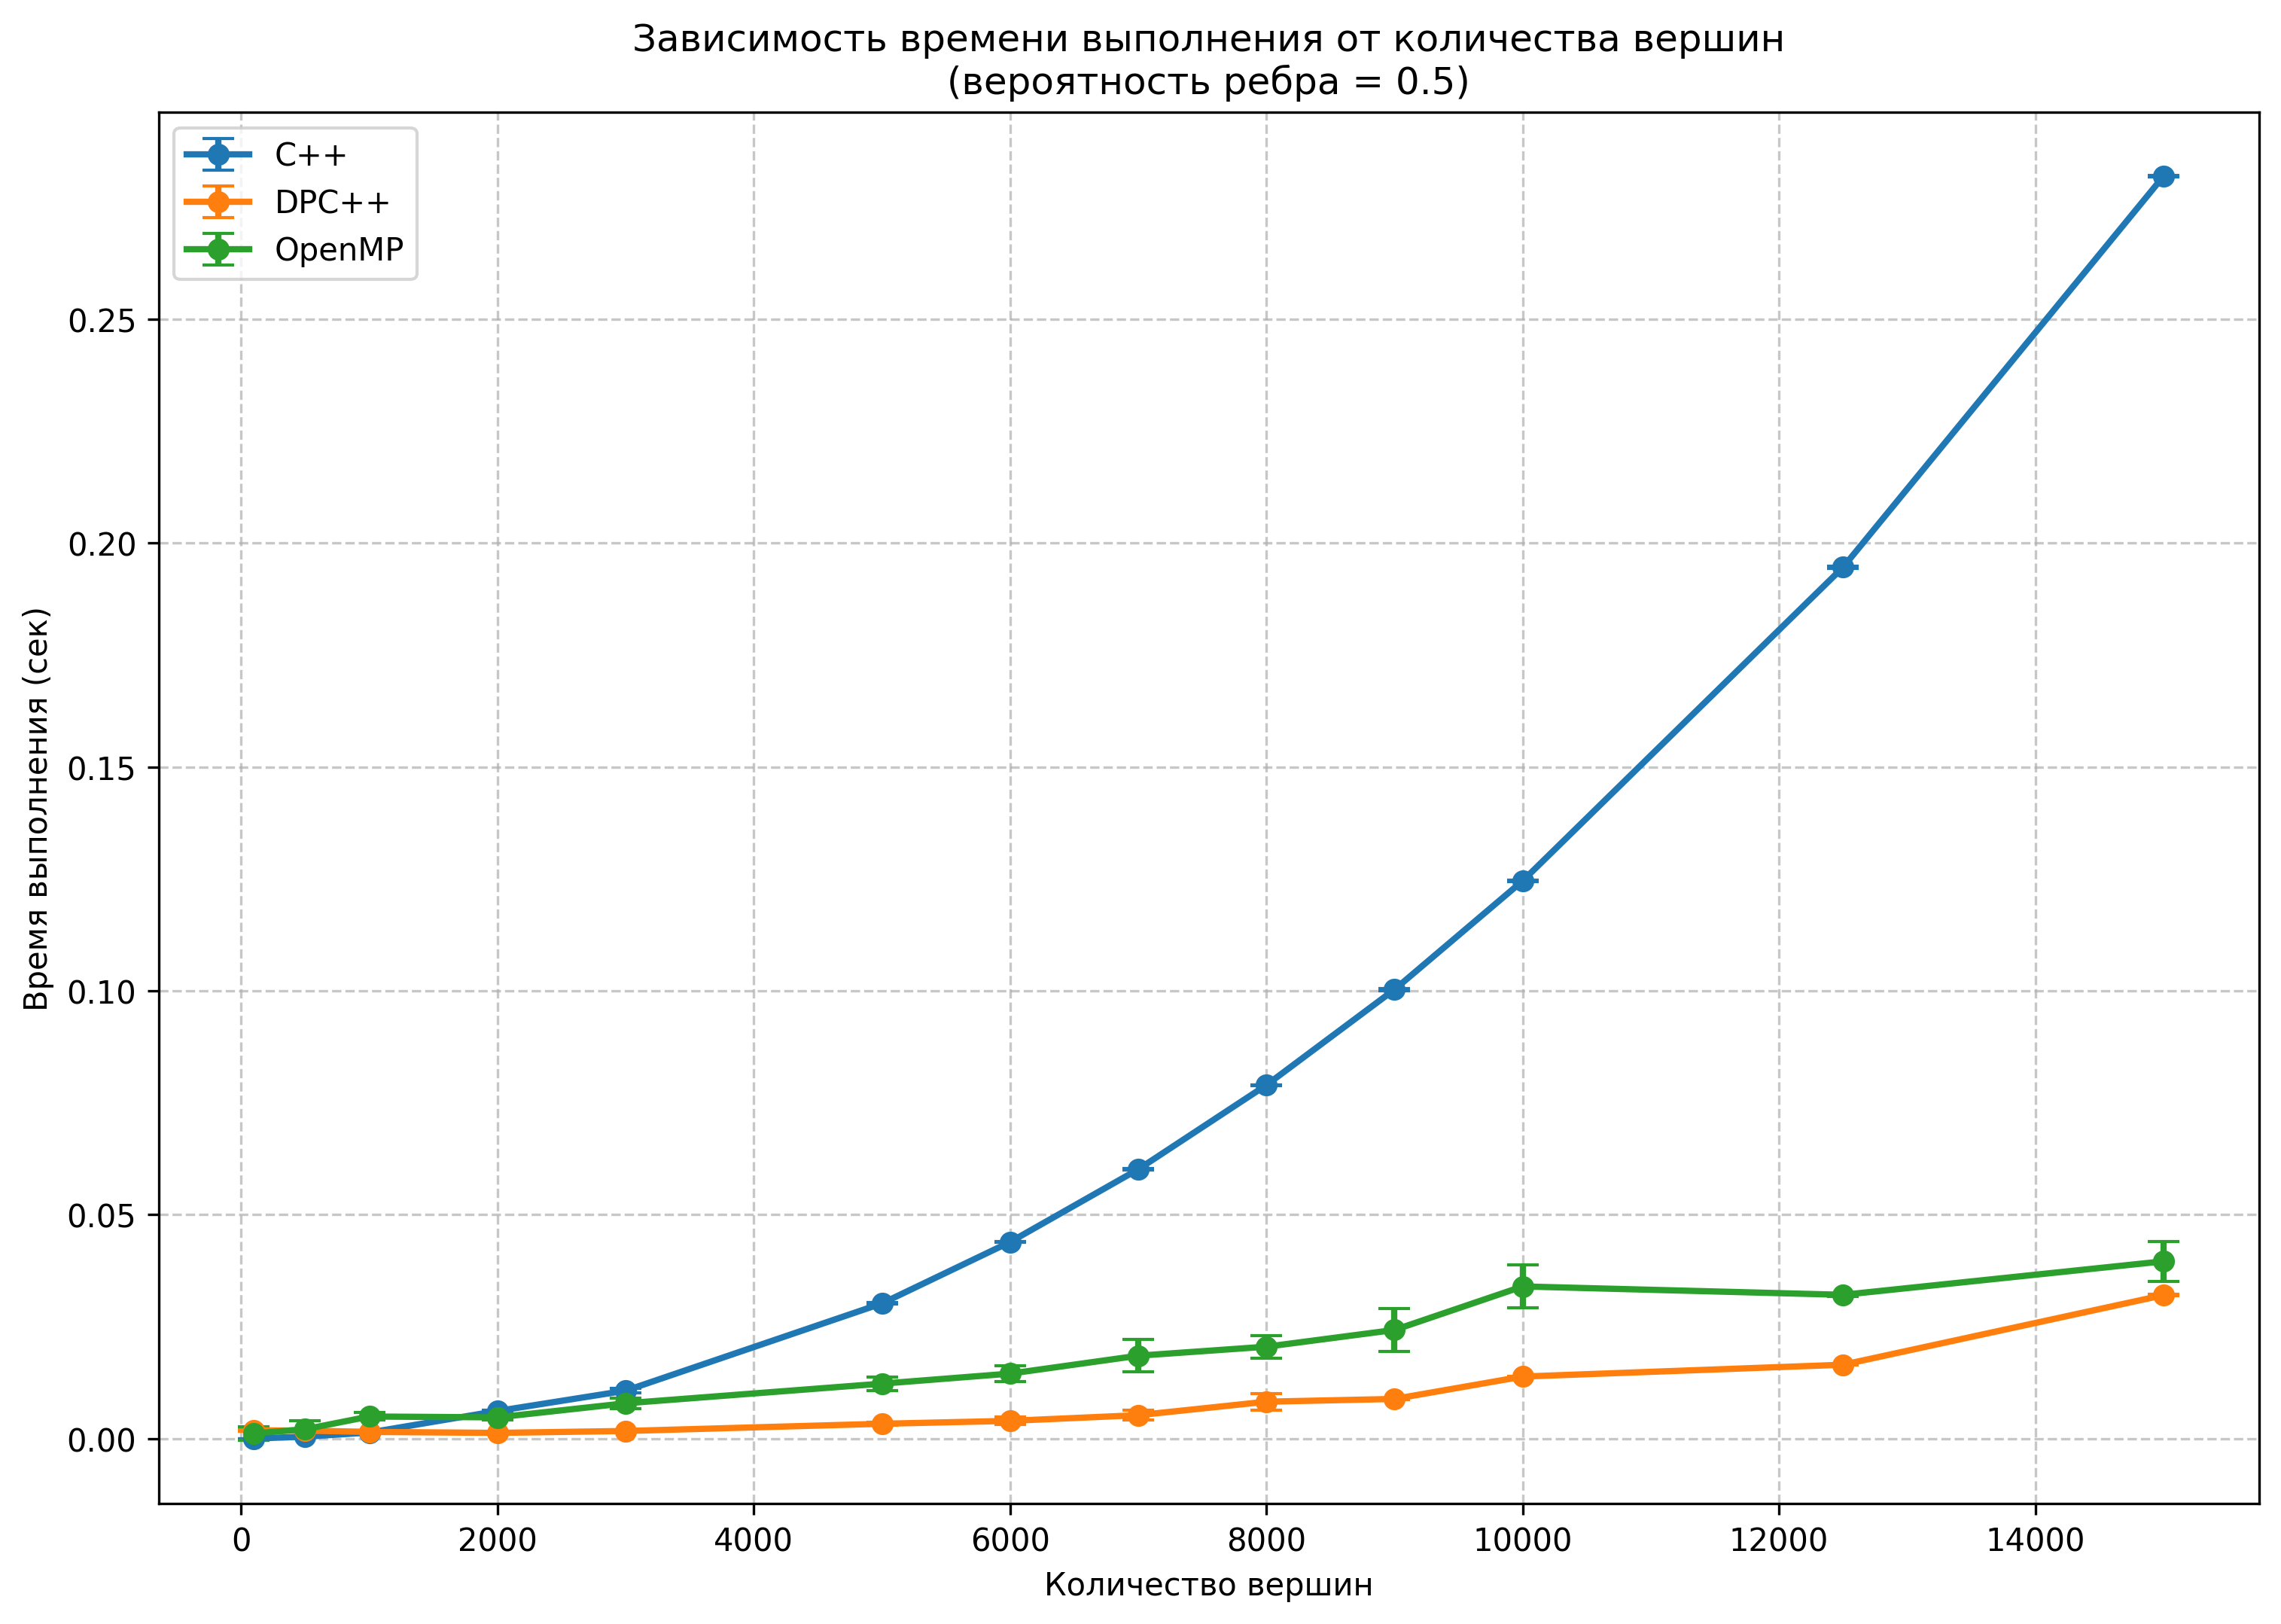 Зависимость времени выполнения от количества вершин
(вероятность ребра = 0.5)
C++
DPC++
OpenMP
Время выполнения (сек)
0.25
0.20
0.15
0.10
0.05
0.00
0 2000 4000 6000 8000 10000 12000 14000
Количество вершин